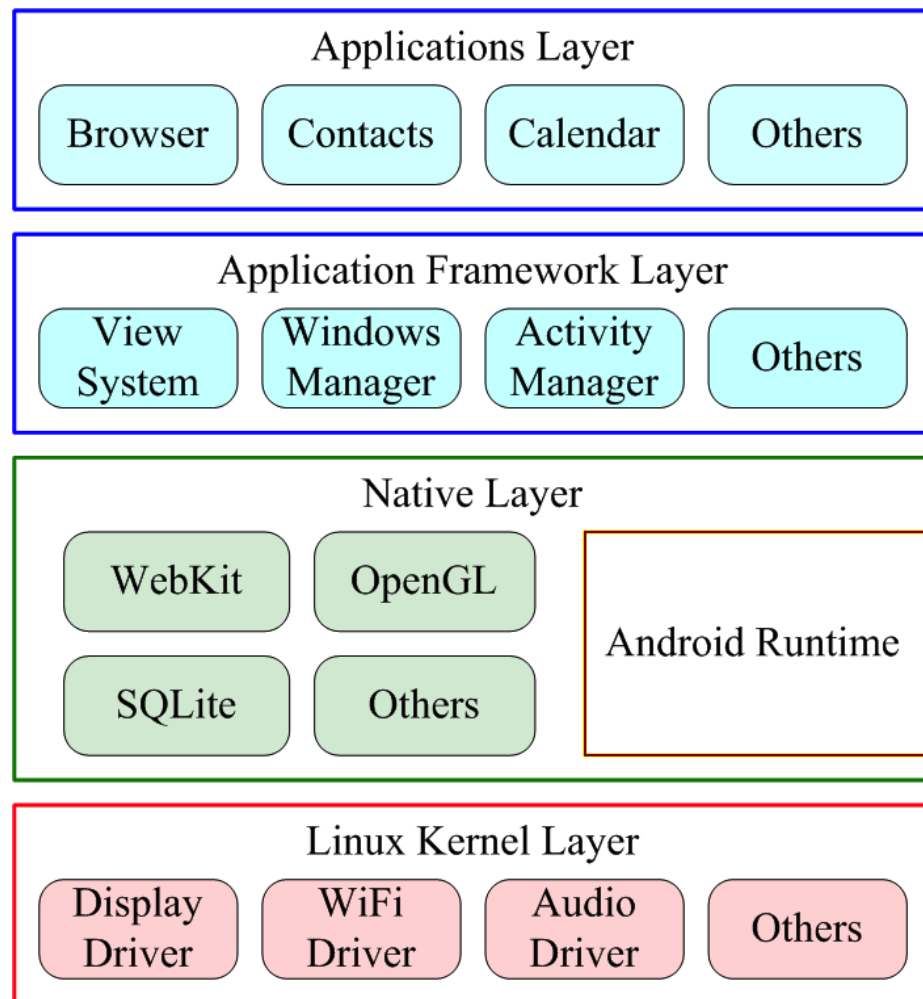 Applications Layer
Browser
Contacts
Calendar
Others
Application Framework Layer
View
System
Windows
Manager
Activity
Manager
Others
Native Layer
WebKit
OpenGL
SQLite
Others
Android Runtime
Linux Kernel Layer
Display
Driver
WiFi
Driver
Audio
Driver
Others